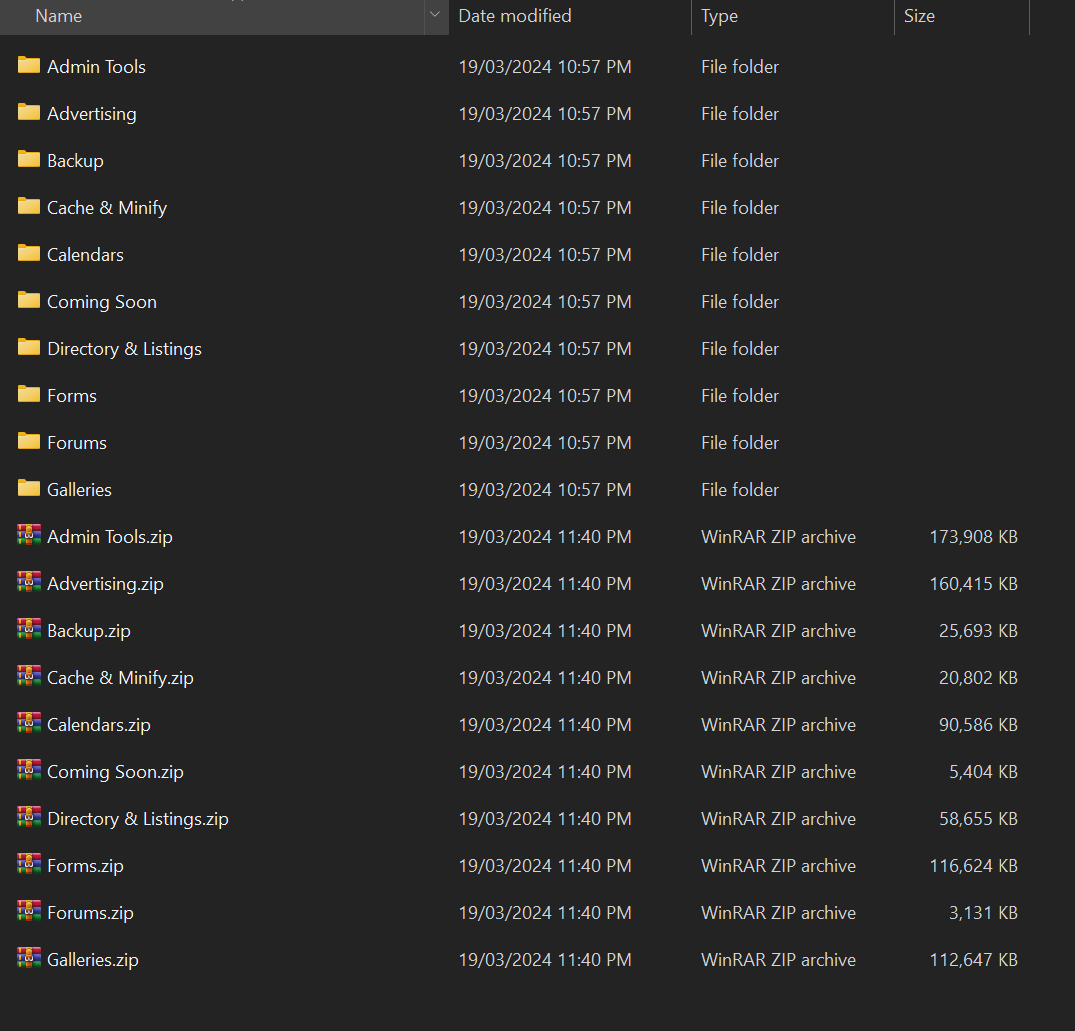 Name Date modified Type Size
Admin Tools 19/03/2024 10:57 PM File folder
Advertising 19/03/2024 10:57 PM File folder
Backup 19/03/2024 10:57 PM File folder
Cache & Minify 19/03/2024 10:57 PM File folder
Calendars 19/03/2024 10:57 PM File folder
Coming Soon 19/03/2024 10:57 PM File folder
Directory & Listings 19/03/2024 10:57 PM File folder
Forms 19/03/2024 10:57 PM File folder
Forums 19/03/2024 10:57 PM File folder
Galleries 19/03/2024 10:57 PM File folder
Admin Tools.zip 19/03/2024 11:40 PM WinRAR ZIP archive 173,908 KB
Advertising.zip 19/03/2024 11:40 PM WinRAR ZIP archive 160,415 KB
Backup.zip 19/03/2024 11:40 PM WinRAR ZIP archive 25,693 KB
Cache & Minify.zip 19/03/2024 11:40 PM WinRAR ZIP archive 20,802 KB
Calendars.zip 19/03/2024 11:40 PM WinRAR ZIP archive 90,586 KB
Coming Soon.zip 19/03/2024 11:40 PM WinRAR ZIP archive 5,404 KB
Directory & Listings.zip 19/03/2024 11:40 PM WinRAR ZIP archive 58,655 KB
Forms.zip 19/03/2024 11:40 PM WinRAR ZIP archive 116,624 KB
Forums.zip 19/03/2024 11:40 PM WinRAR ZIP archive 3,131 KB
Galleries.zip 19/03/2024 11:40 PM WinRAR ZIP archive 112,647 KB